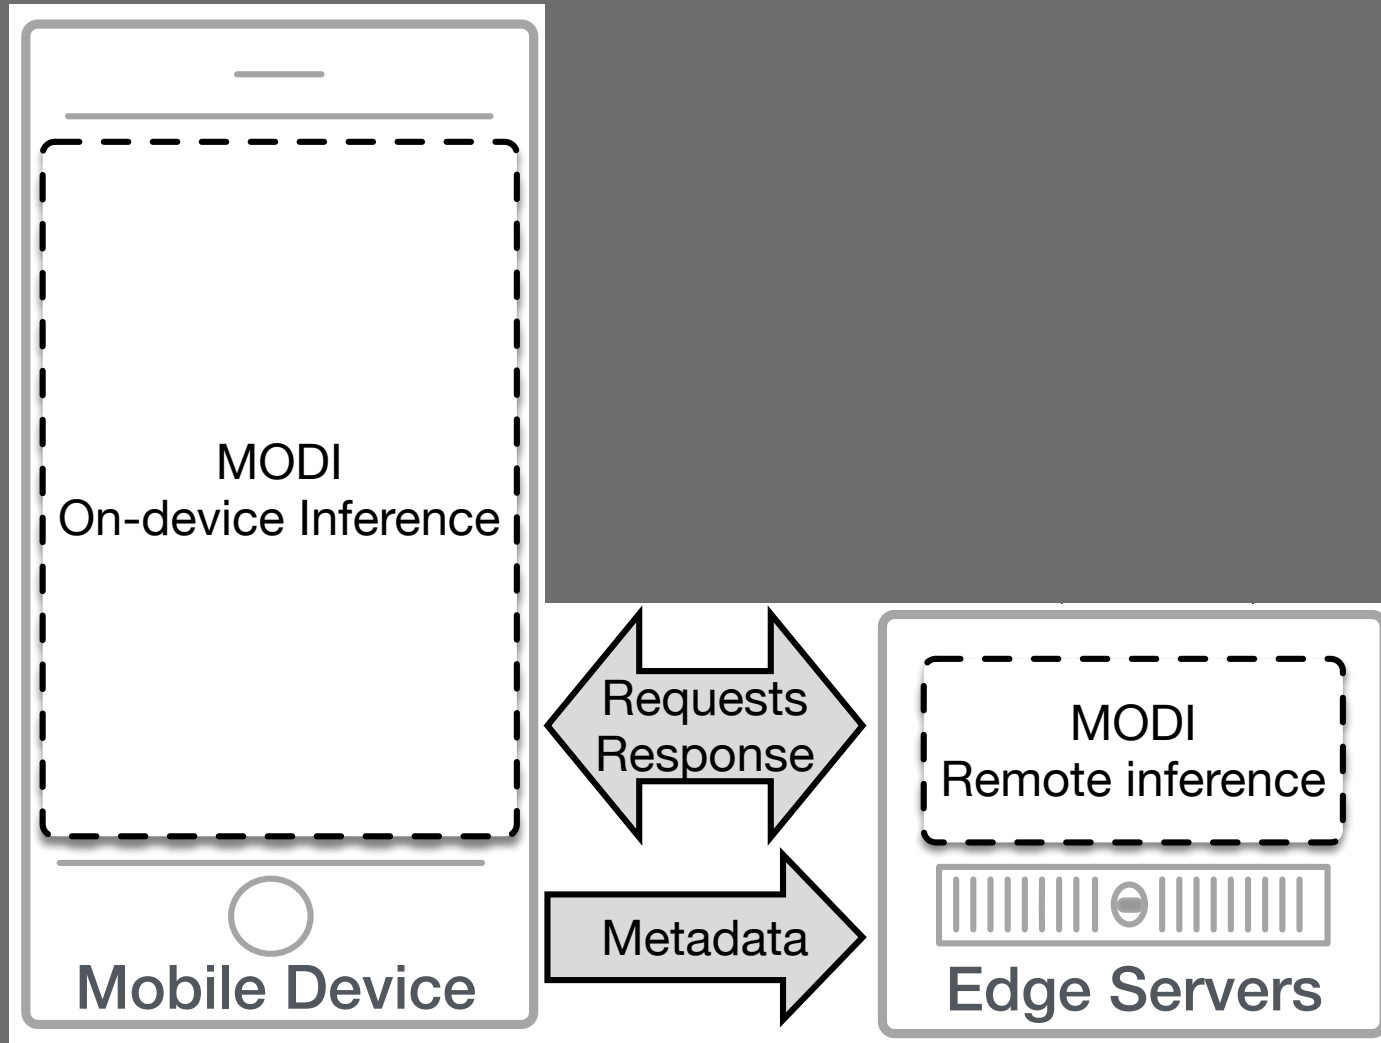 MODI
On-device Inference
Mobile Device
Requests
Response
Metadata
MODI
Remote inference
Edge Servers